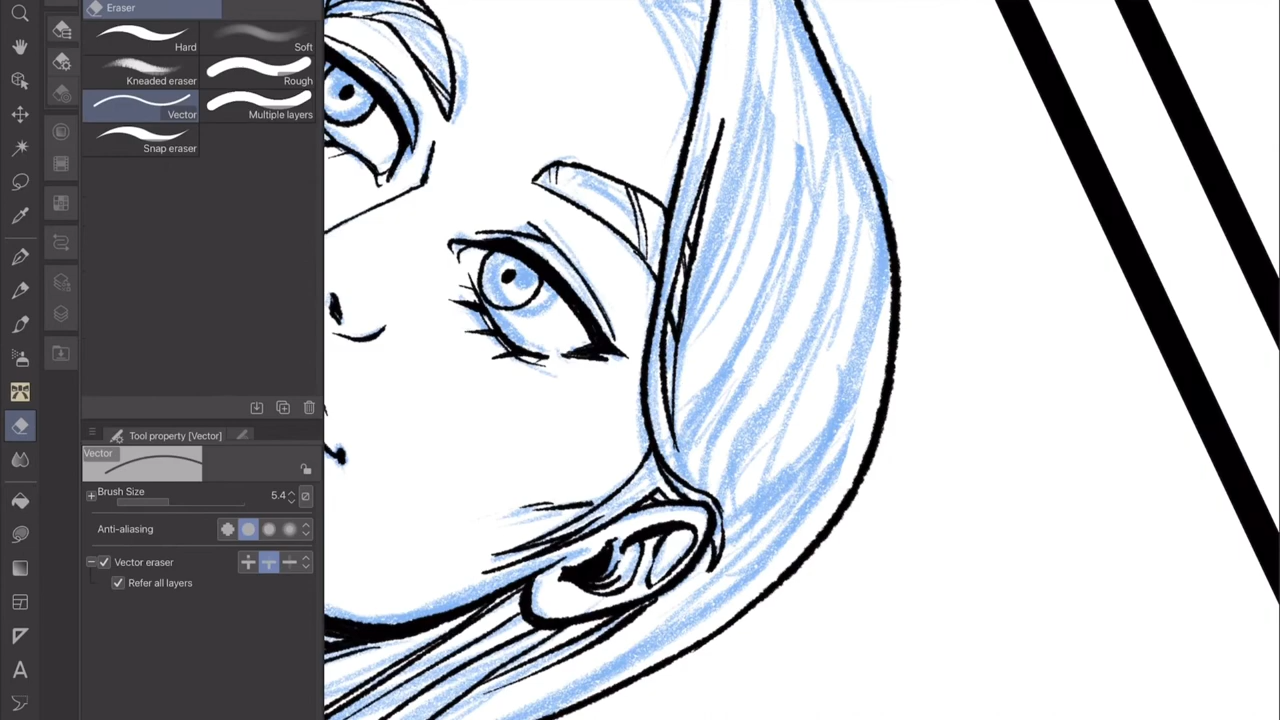 Eraser
Hard
Soft
Kneaded eraser
Rough
Vector
Multiple layers
Snap eraser
Tool property [Vector]
Vector
Brush Size
5.4
Anti-aliasing
Vector eraser
Refer all layers